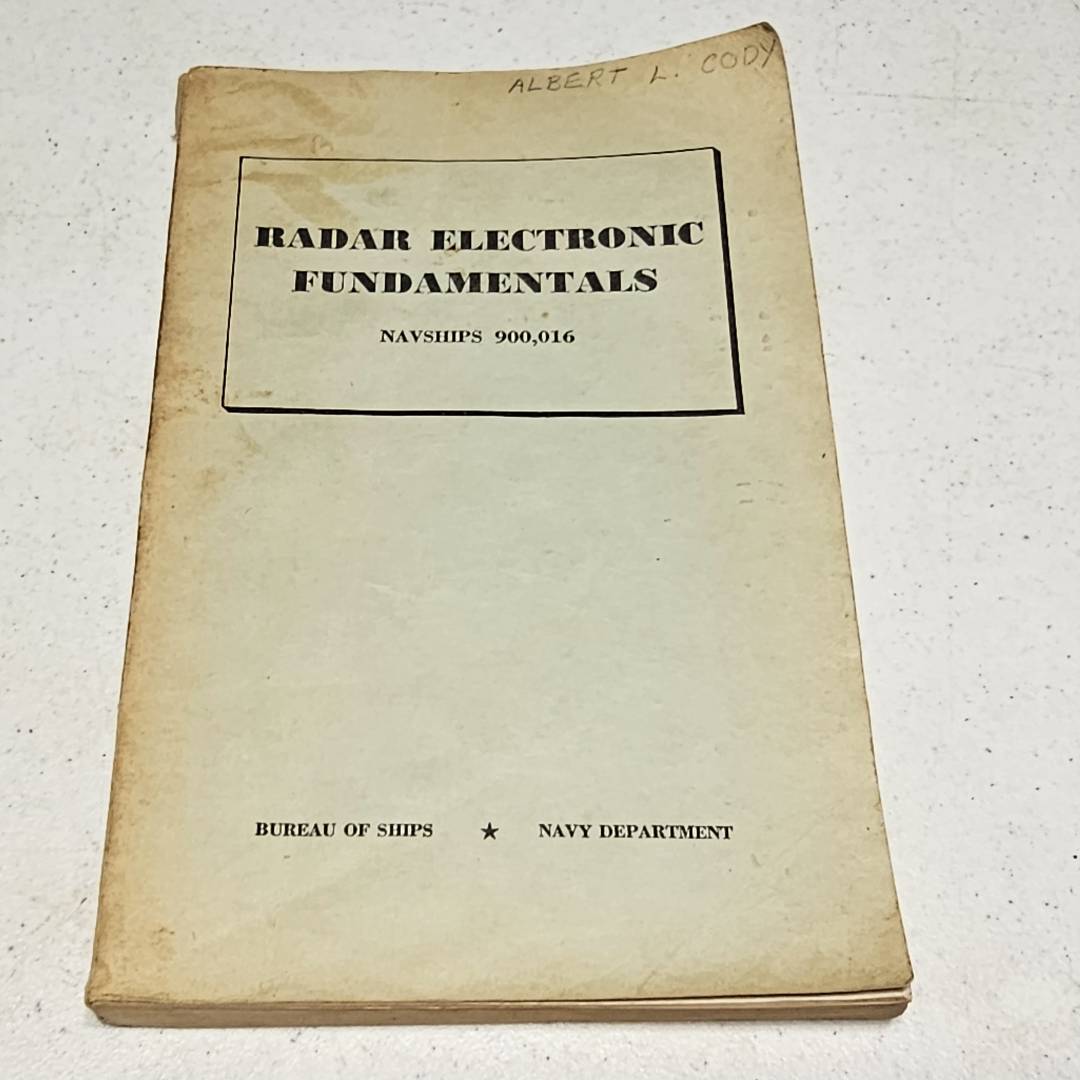 ALBERT L. CODY
RADAR ELECTRONIC
FUNDAMENTALS
NAVSHIPS 900,016
BUREAU OF SHIPS ★ NAVY DEPARTMENT